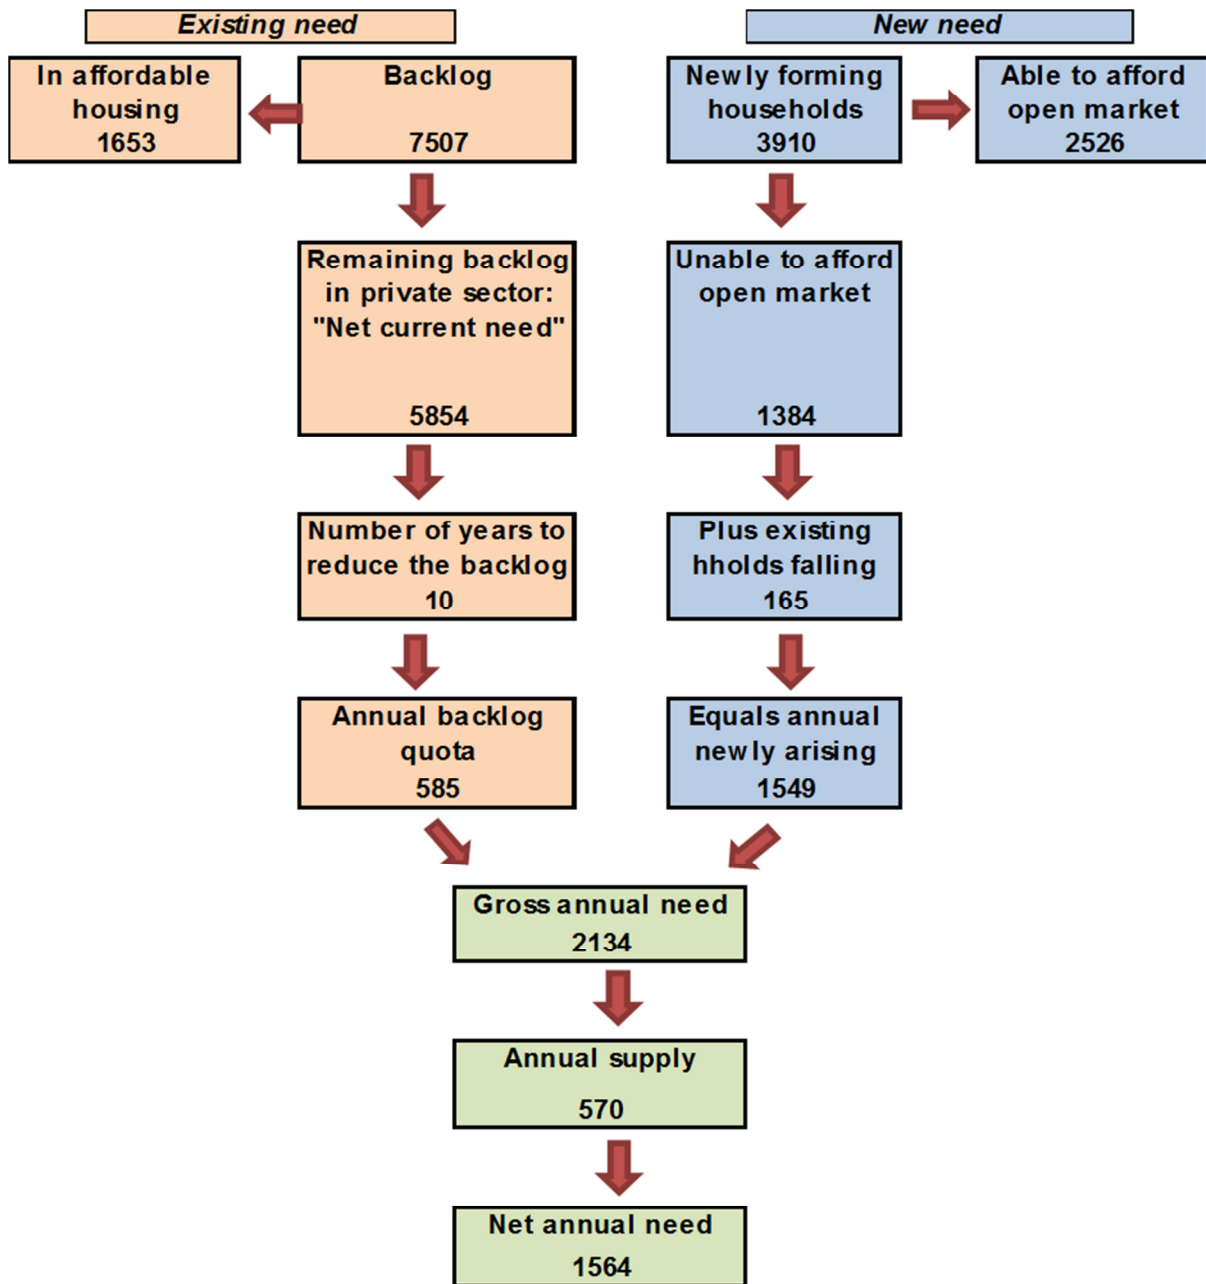 Existing need
New need
In affordable
housing
1653
Backlog
7507
Newly forming
households
3910
Able to afford
open market
2526
Remaining backlog
in private sector:
"Net current need"
5854
Unable to afford
open market
1384
Number of years to
reduce the backlog
10
Plus existing
hholds falling
165
Annual backlog
quota
585
Equals annual
newly arising
1549
Gross annual need
2134
Annual supply
570
Net annual need
1564